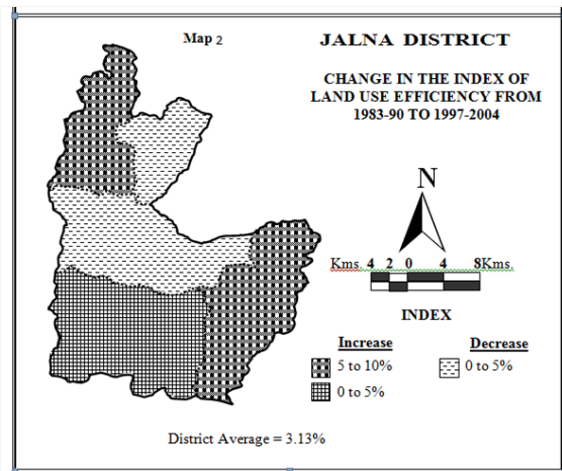 Map 2
JALNA DISTRICT
CHANGE IN THE INDEX OF
LAND USE EFFICIENCY FROM
1983-90 TO 1997-2004
N
Kms. 4 2 0 4 8Kms.
INDEX
Increase Decrease
5 to 10% 0 to 5%
0 to 5%
District Average = 3.13%